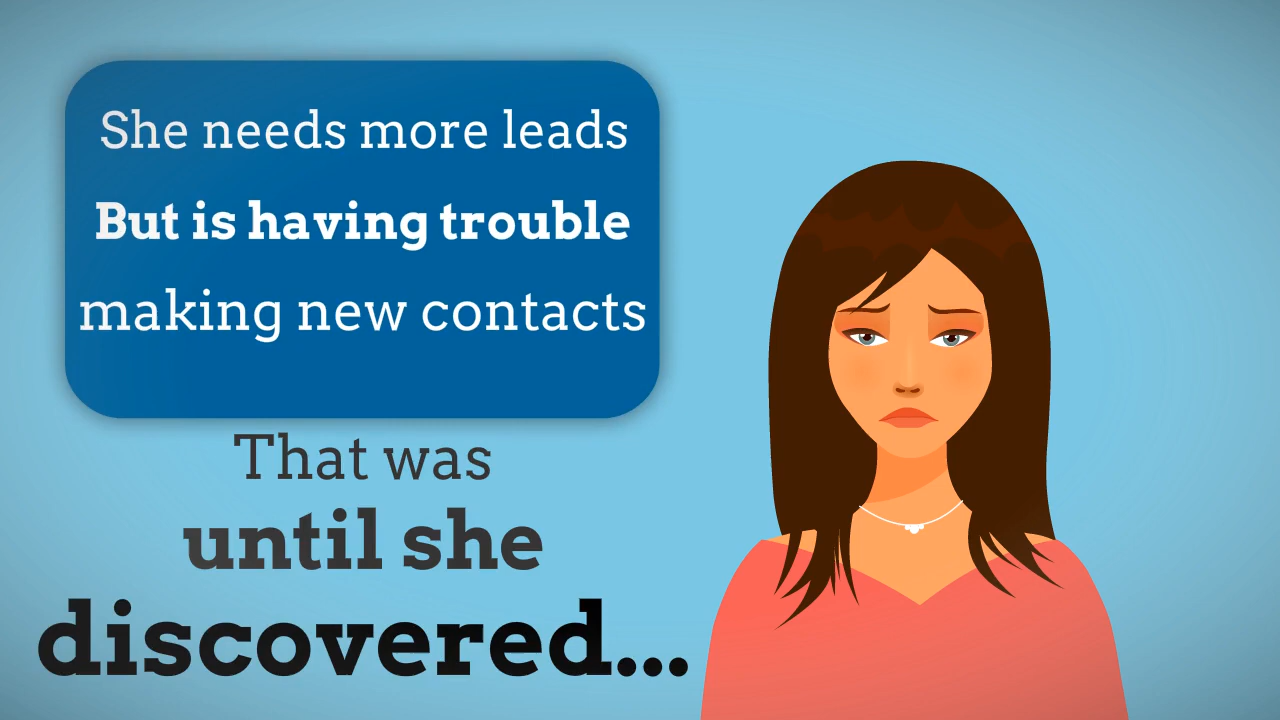 She needs more leads
But is having trouble
making new contacts
That was
until she
discovered...